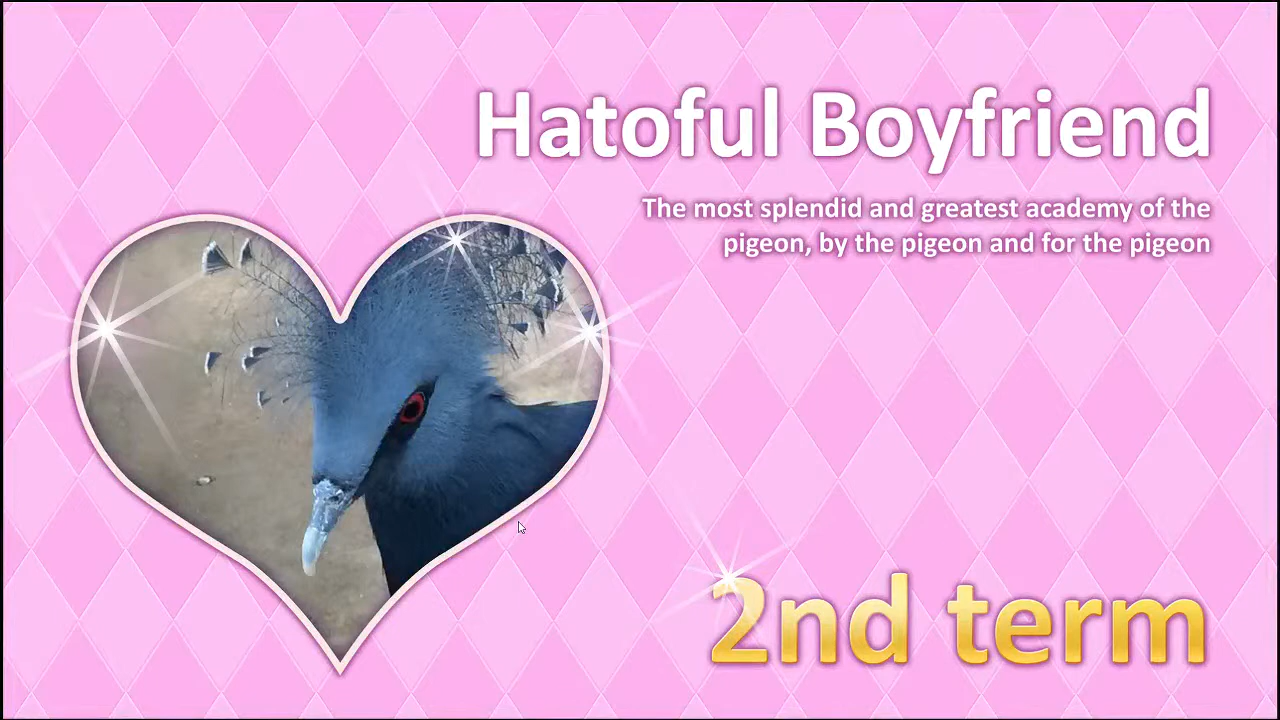 Hatoful Boyfriend
The most splendid and greatest academy of the
pigeon, by the pigeon and for the pigeon
2nd term